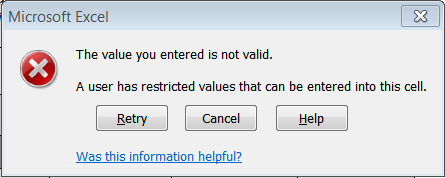 Microsoft Excel
The value you entered is not valid.
A user has restricted values that can be entered into this cell.
Retry Cancel Help
Was this information helpful?